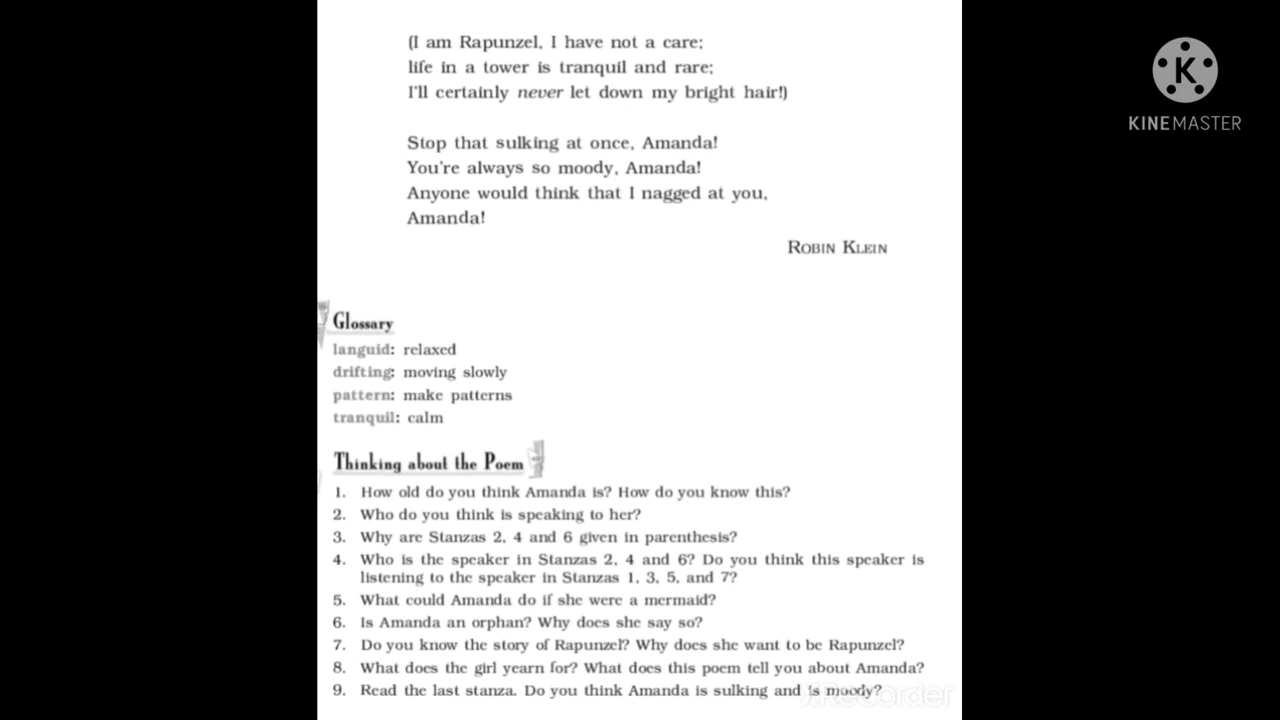 (I am Rapunzel, I have not a care;
life in a tower is tranquil and rare;
I'll certainly never let down my bright hair!)
Stop that sulking at once, Amanda!
You're always so moody, Amanda!
Anyone would think that I nagged at you,
Amanda!
ROBIN KLEIN
KINEMASTER
Glossary
languid: relaxed
drifting: moving slowly
pattern: make patterns
tranquil: calm
Thinking about the Poem
1. How old do you think Amanda is? How do you know this?
2. Who do you think is speaking to her?
3. Why are Stanzas 2, 4 and 6 given in parenthesis?
4. Who is the speaker in Stanzas 2, 4 and 6? Do you think this speaker is
listening to the speaker in Stanzas 1, 3, 5, and 7?
5. What could Amanda do if she were a mermaid?
6. Is Amanda an orphan? Why does she say so?
7. Do you know the story of Rapunzel? Why does she want to be Rapunzel?
8. What does the girl yearn for? What does this poem tell you about Amanda?
9. Read the last stanza. Do you think Amanda is sulking and is moody?
XRecorder